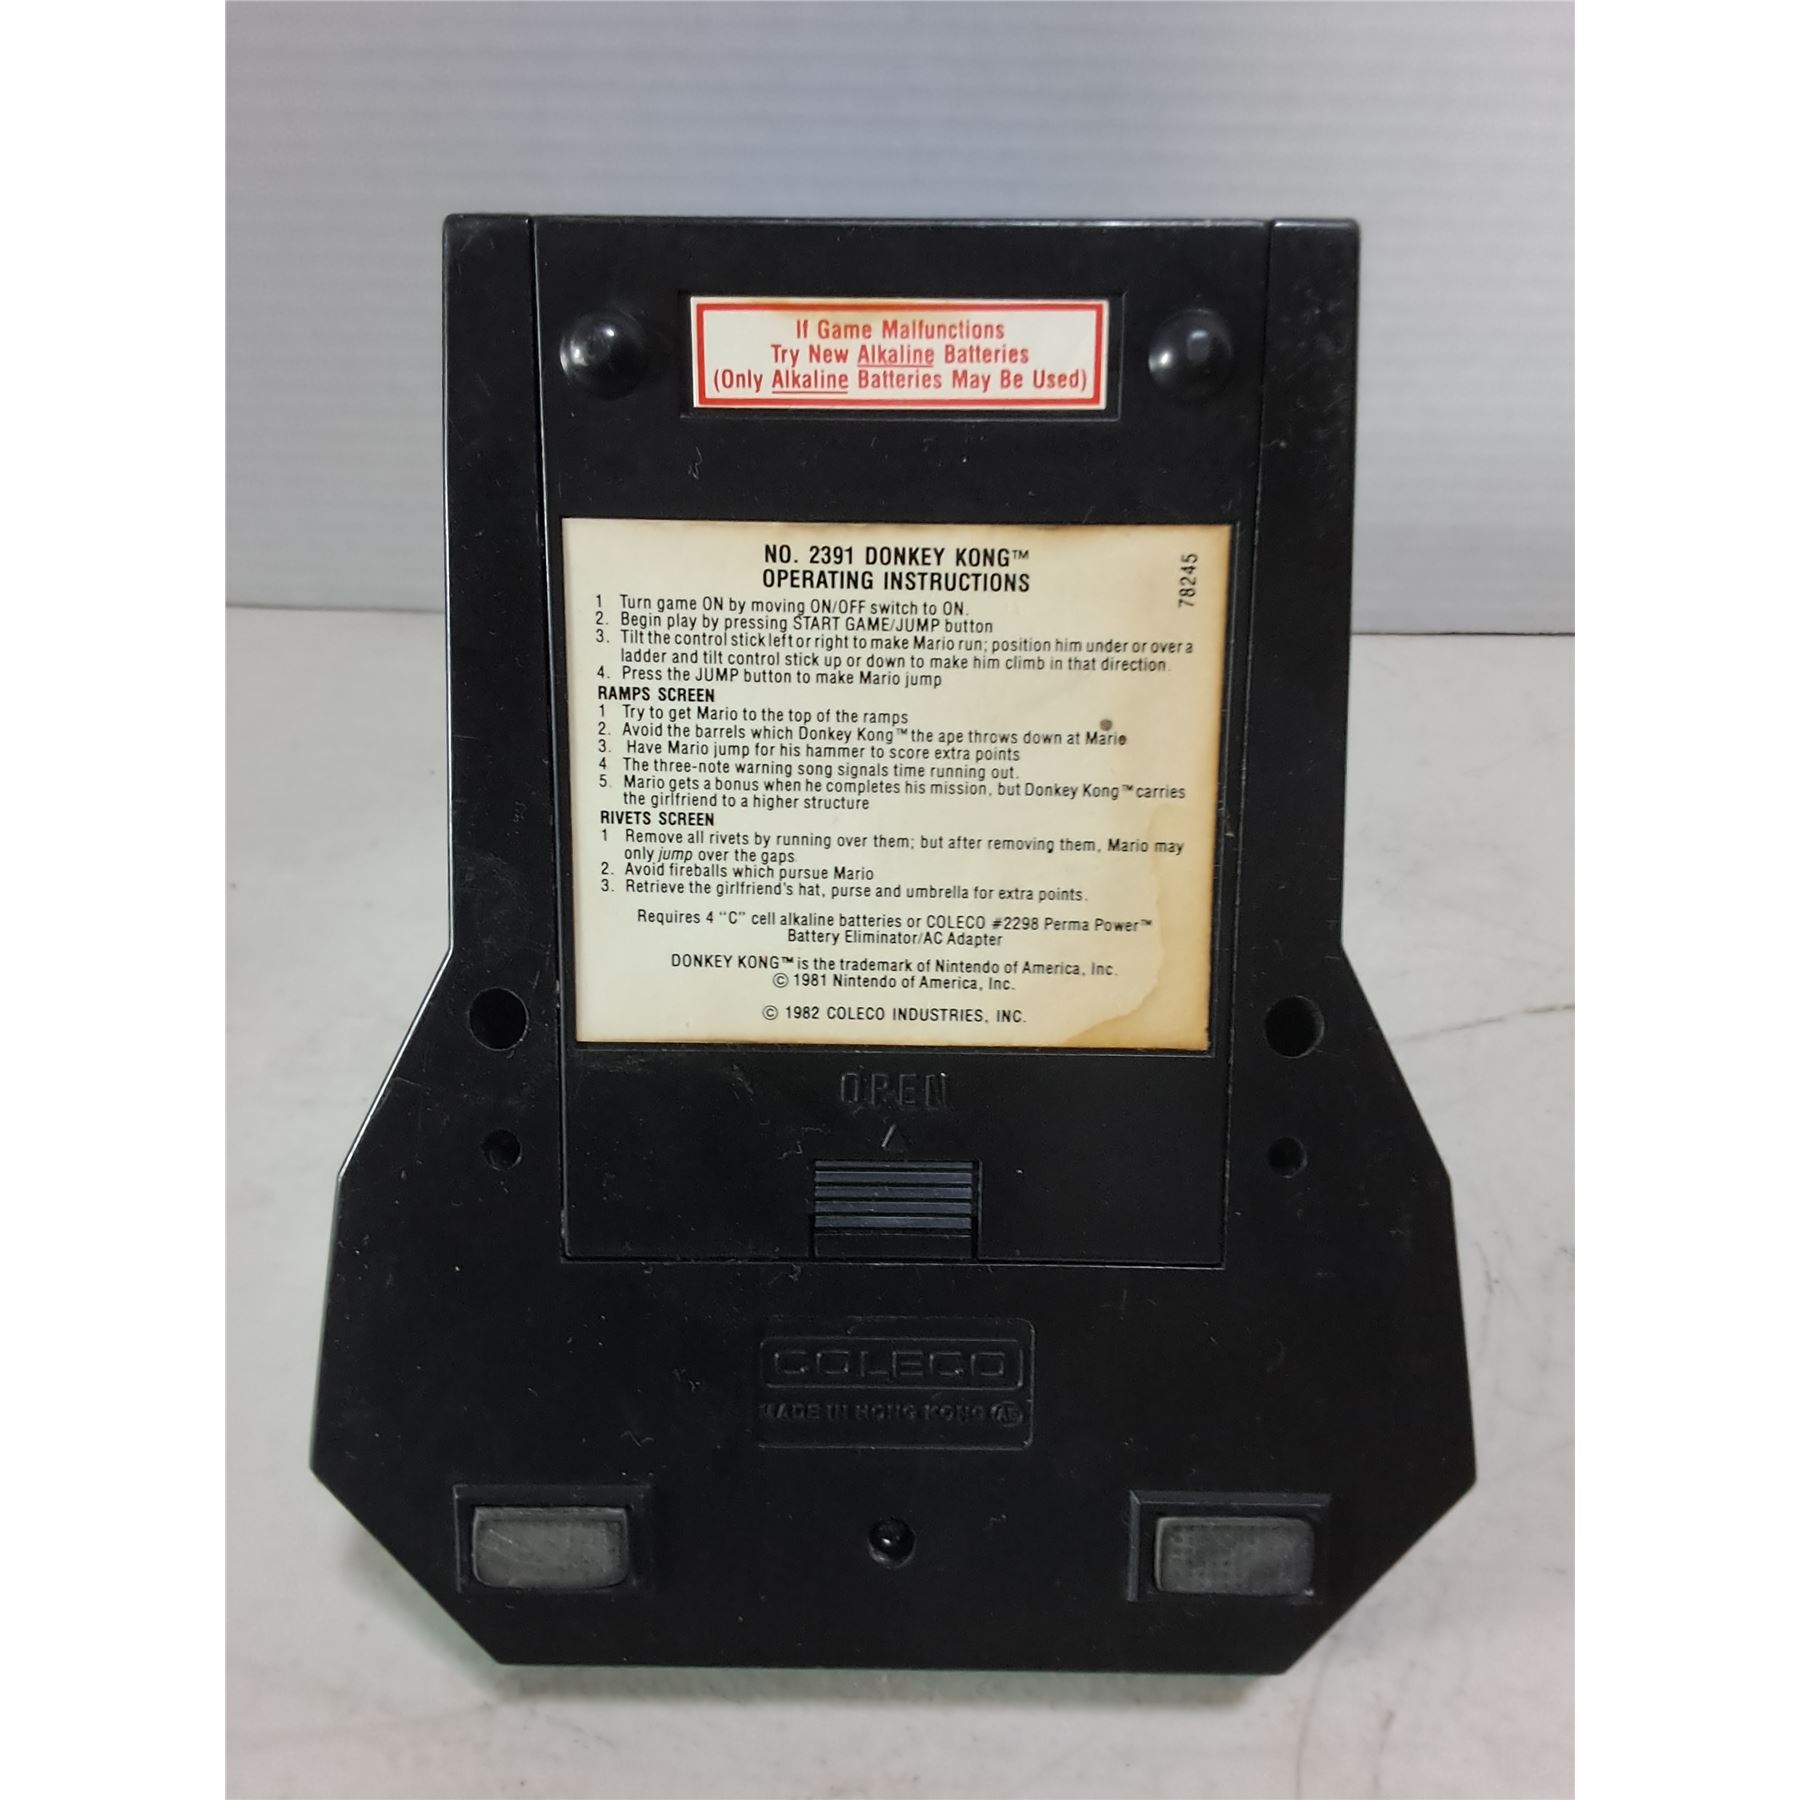 If Game Malfunctions
Try New Alkaline Batteries
(Only Alkaline Batteries May Be Used)
NO. 2391 DONKEY KONG™
OPERATING INSTRUCTIONS
78245
1 Turn game ON by moving ON/OFF switch to ON.
2. Begin play by pressing START GAME/JUMP button
3. Tilt the control stick left or right to make Mario run; position him under or over a
ladder and tilt control stick up or down to make him climb in that direction.
4. Press the JUMP button to make Mario jump
RAMPS SCREEN
1 Try to get Mario to the top of the ramps
2. Avoid the barrels which Donkey Kong™ the ape throws down at Mario
3. Have Mario jump for his hammer to score extra points
4 The three-note warning song signals time running out.
5. Mario gets a bonus when he completes his mission, but Donkey Kong™ carries
the girlfriend to a higher structure
RIVETS SCREEN
1 Remove all rivets by running over them; but after removing them, Mario may
only jump over the gaps
2. Avoid fireballs which pursue Mario
3. Retrieve the girlfriend's hat, purse and umbrella for extra points.
Requires 4 "C" cell alkaline batteries or COLECO #2298 Perma Power™
Battery Eliminator/AC Adapter
DONKEY KONG™ is the trademark of Nintendo of America, Inc.
© 1981 Nintendo of America, Inc.
© 1982 COLECO INDUSTRIES, INC.
OPEN
COLECO
MADE IN HONG KONG